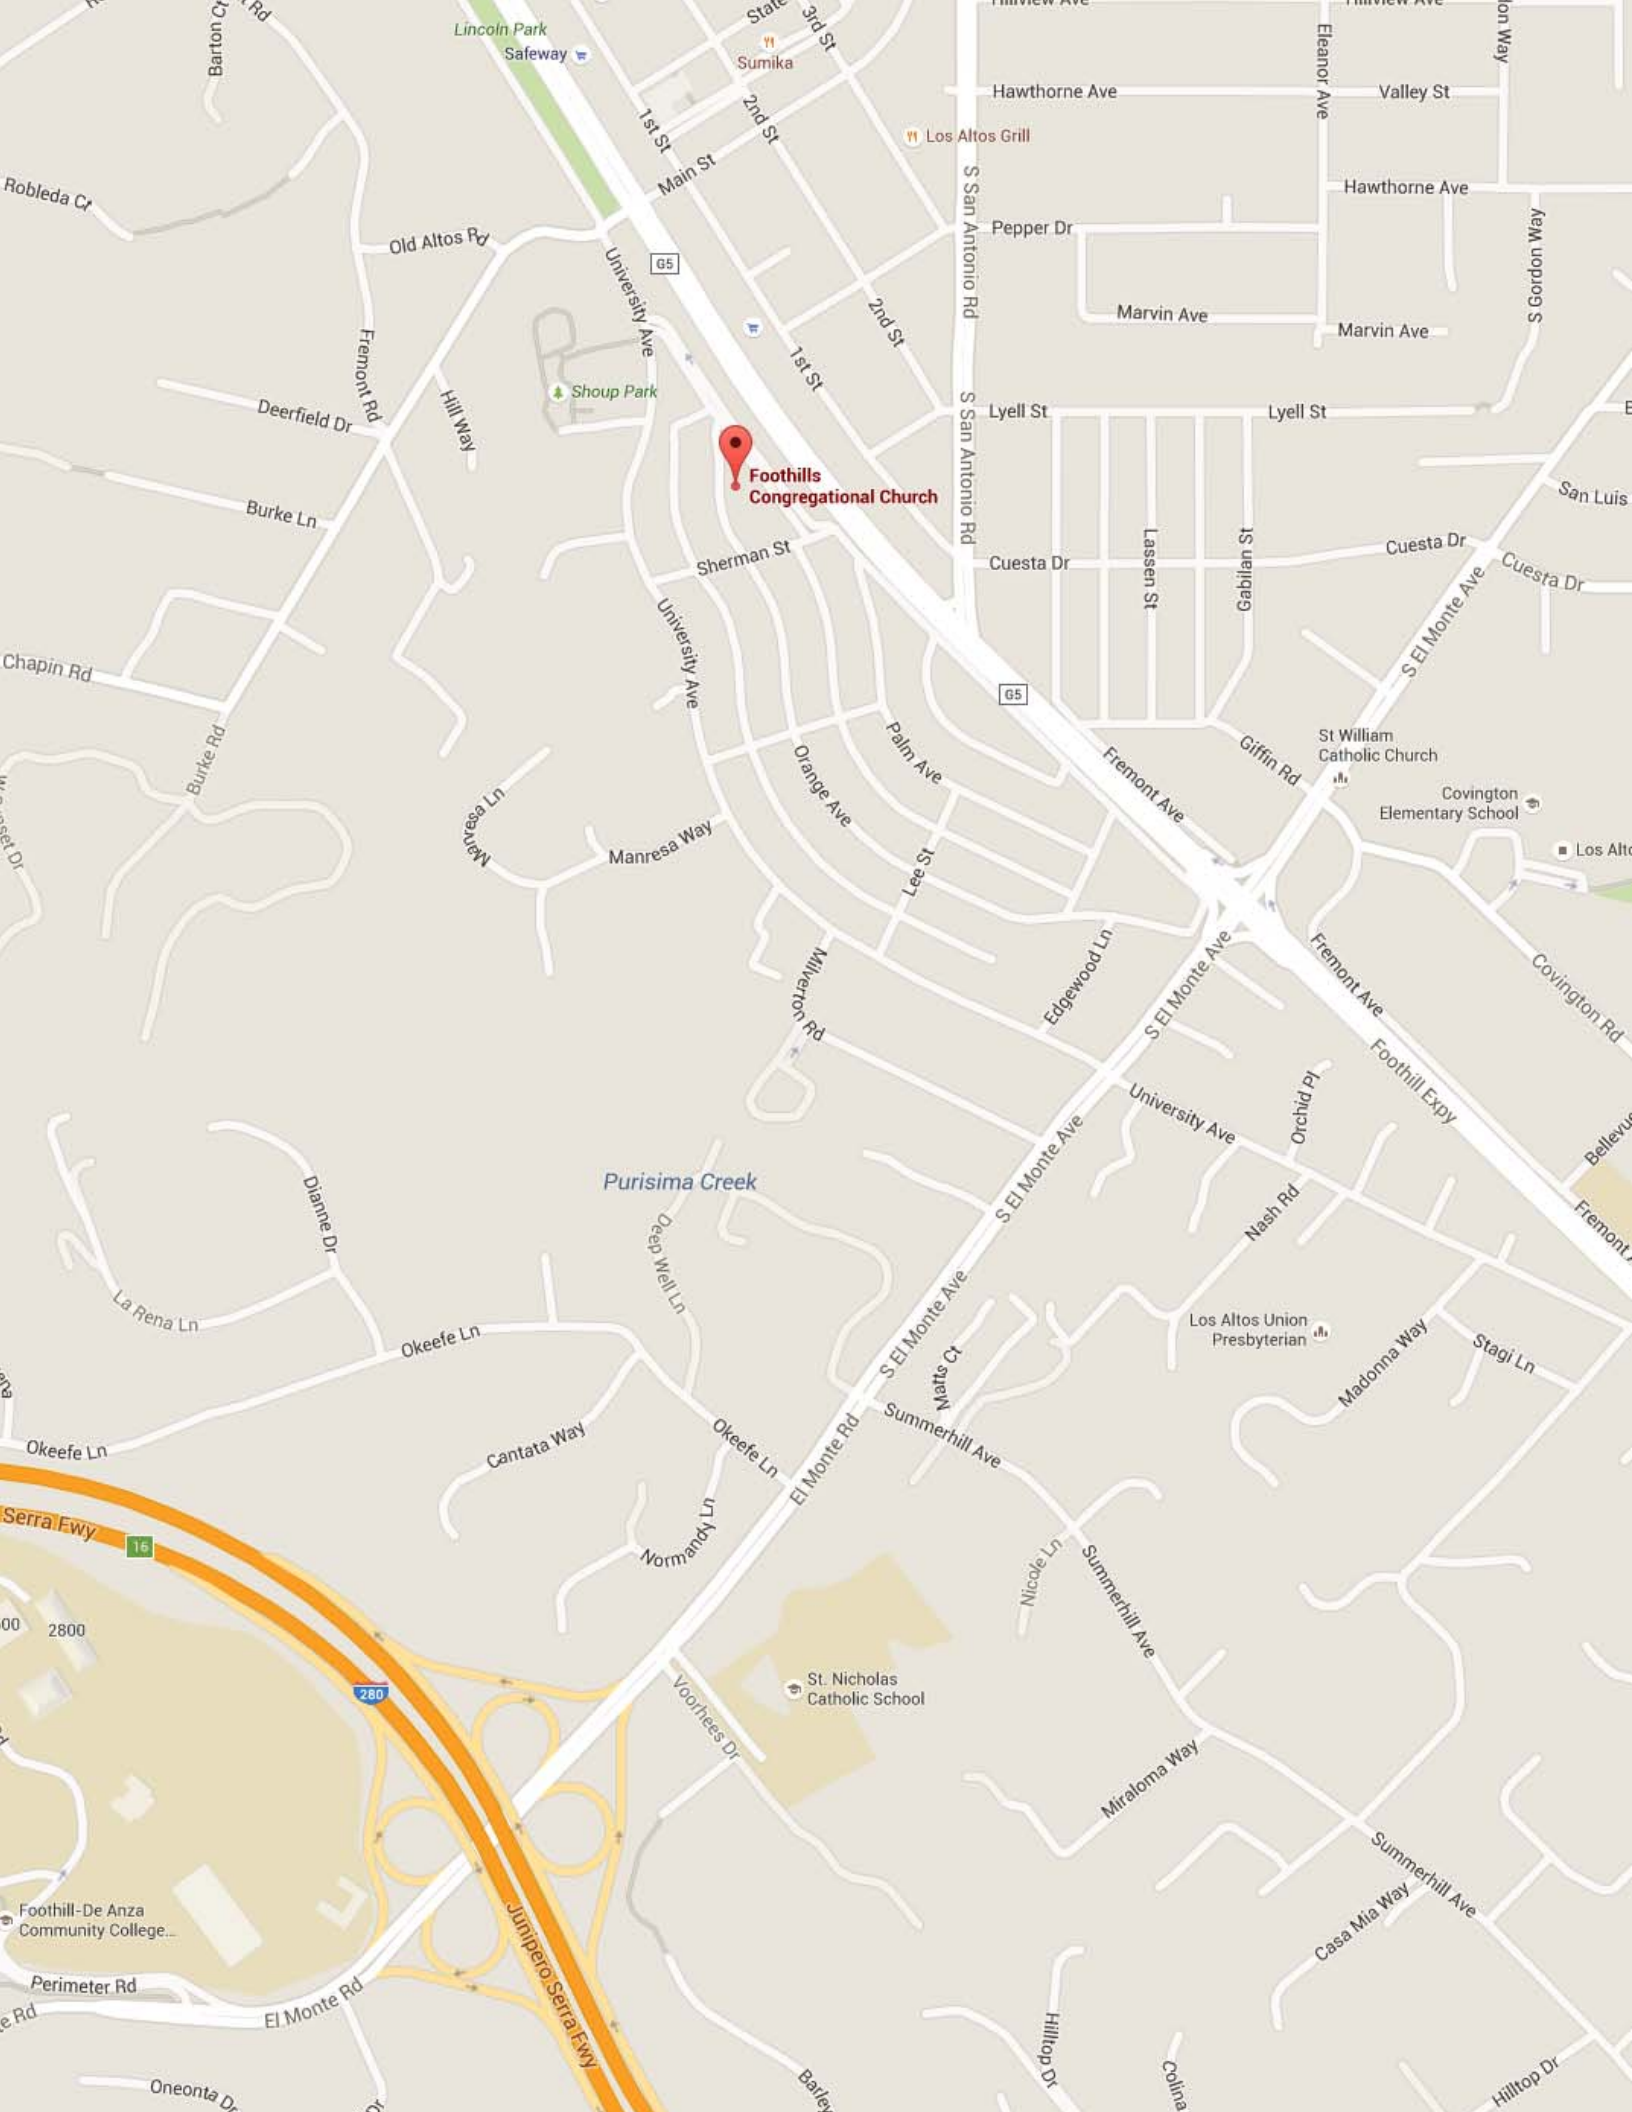 Barton Ct
Lincoln Park
Safeway
State
3rd St
Sumika
1st St
2nd St
Main St
Hawthorne Ave
Eleanor Ave
Valley St
Los Altos Grill
S San Antonio Rd
Robleda Ct
Old Altos Rd
University Ave
G5
Pepper Dr
Hawthorne Ave
S Gordon Way
2nd St
Marvin Ave
Marvin Ave
Fremont Rd
1st St
Shoup Park
Hill Way
Deerfield Dr
Lyell St
Lyell St
S San Antonio Rd
Foothills
Congregational Church
San Luis
Burke Ln
Sherman St
Cuesta Dr
Lassen St
Gabilan St
Cuesta Dr
Cuesta Dr
S El Monte Ave
University Ave
Chapin Rd
G5
Burke Rd
Palm Ave
Orange Ave
Fremont Ave
Giffin Rd
St William
Catholic Church
Covington
Elementary School
Los Alto
Manresa Ln
Manresa Way
Lee St
Milverton Rd
Edgewood Ln
S El Monte Ave
Fremont Ave
Covington Rd
Foothill Expy
Orchid Pl
University Ave
S El Monte Ave
Purisima Creek
Deep Well Ln
Dianne Dr
Nash Rd
La Rena Ln
Okeefe Ln
S El Monte Ave
Matts Ct
Los Altos Union
Presbyterian
Madonna Way
Stagi Ln
Okeefe Ln
Cantata Way
Okeefe Ln
El Monte Rd
Summerhill Ave
Serra Fwy
16
Normandy Ln
Nicole Ln
Summerhill Ave
2800
280
St. Nicholas
Catholic School
Voorhees Dr
Miraloma Way
Summerhill Ave
Casa Mia Way
Foothill-De Anza
Community College...
Junipero Serra Fwy
Perimeter Rd
El Monte Rd
Hilltop Dr
Colina
Hilltop Dr
Oneonta Dr
Barley